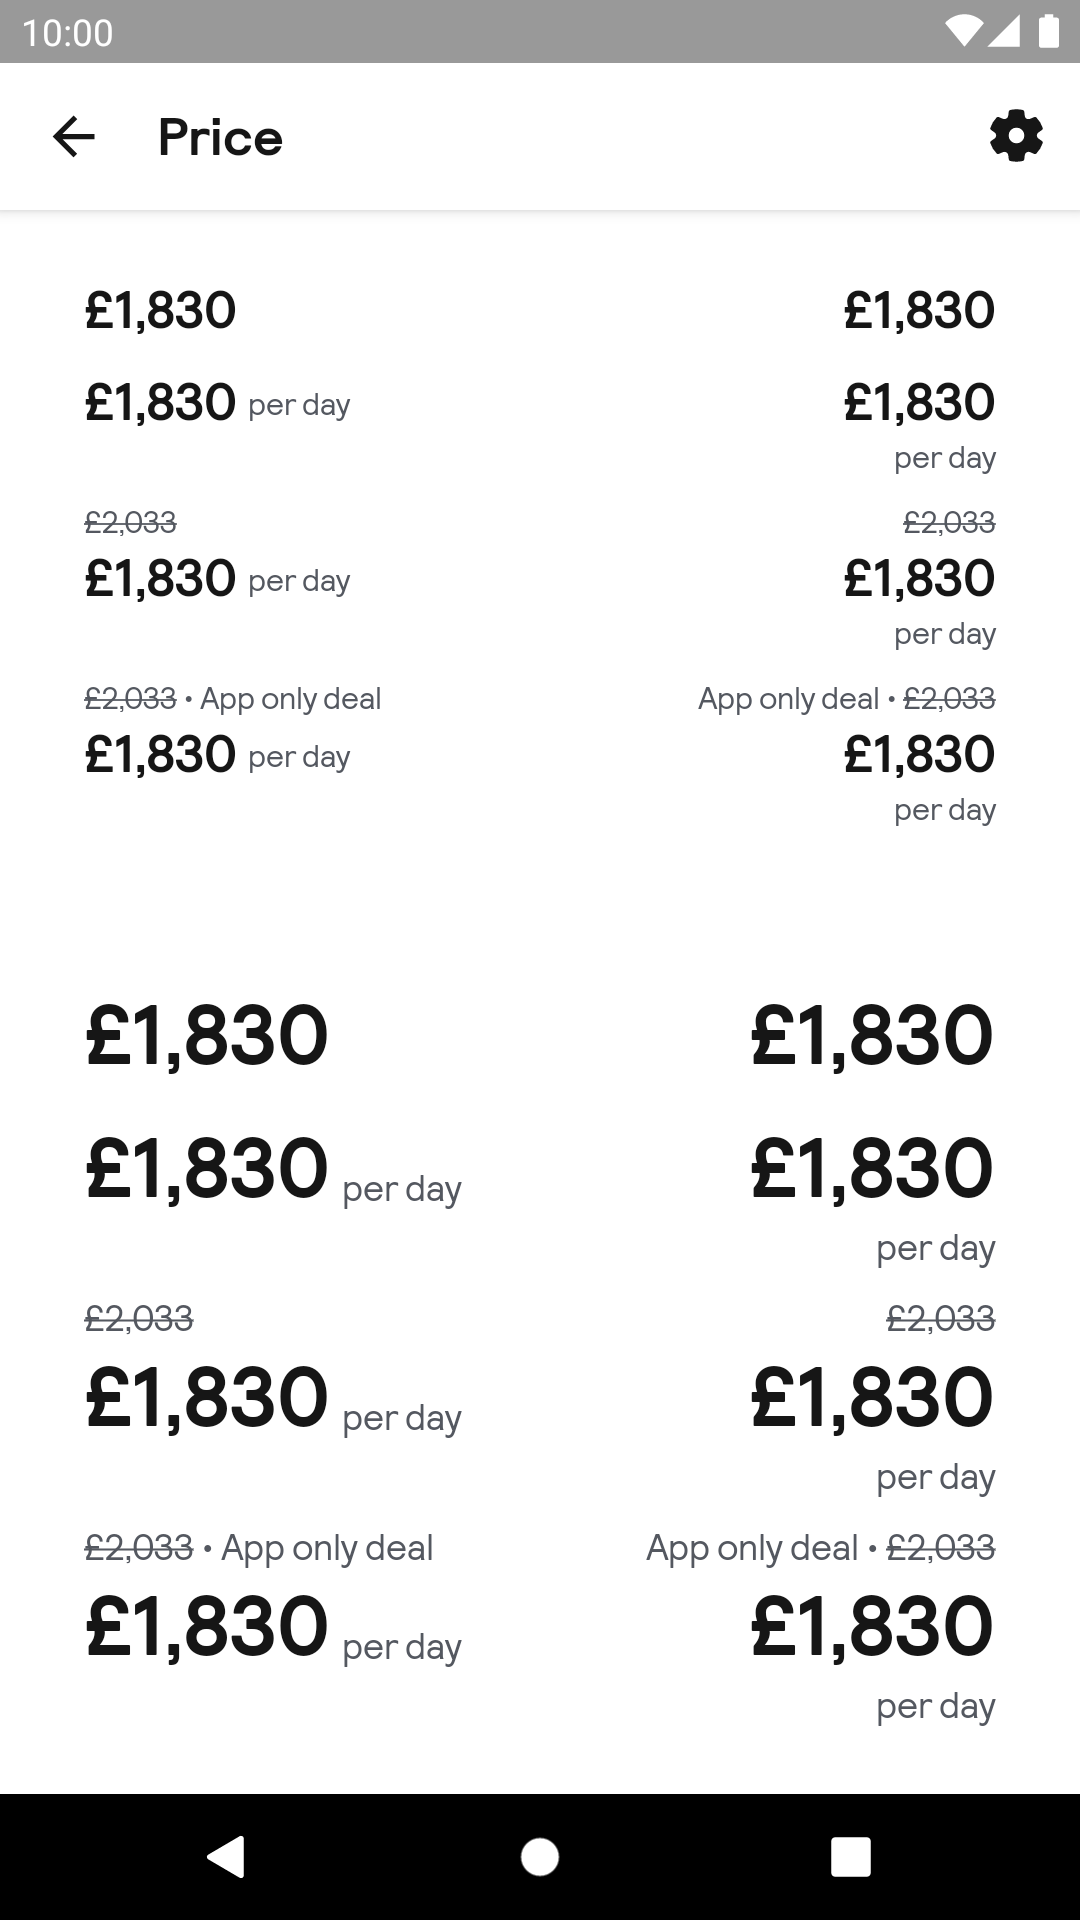 10:00
Price
£1,830 £1,830
£1,830 per day £1,830
per day
£2,033 £2,033
£1,830 per day £1,830
per day
£2,033 • App only deal App only deal • £2,033
£1,830 per day £1,830
per day
£1,830 £1,830
£1,830 per day £1,830
per day
£2,033 £2,033
£1,830 per day £1,830
per day
£2,033 • App only deal App only deal • £2,033
£1,830 per day £1,830
per day